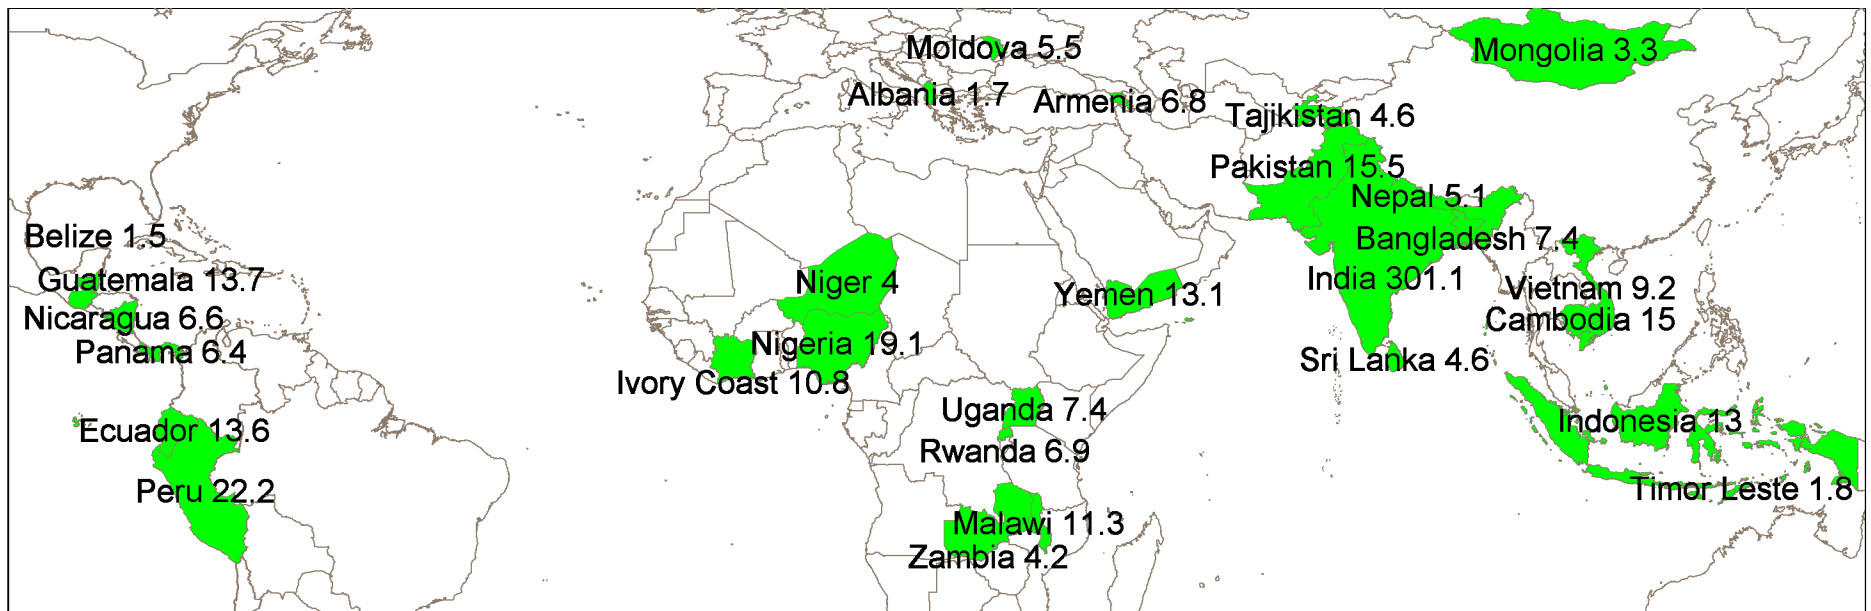 Moldova 5.5
Mongolia 3.3
Albania 1.7
Armenia 6.8
Tajikistan 4.6
Pakistan 15.5
Nepal 5.1
Belize 1.5
Bangladesh 7.4
Guatemala 13.7
Niger 4
Yemen 13.1
India 301.1
Vietnam 9.2
Nicaragua 6.6
Cambodia 15
Panama 6.4
Nigeria 19.1
Sri Lanka 4.6
Ivory Coast 10.8
Uganda 7.4
Indonesia 13
Ecuador 13.6
Rwanda 6.9
Peru 22.2
Timor Leste 1.8
Malawi 11.3
Zambia 4.2